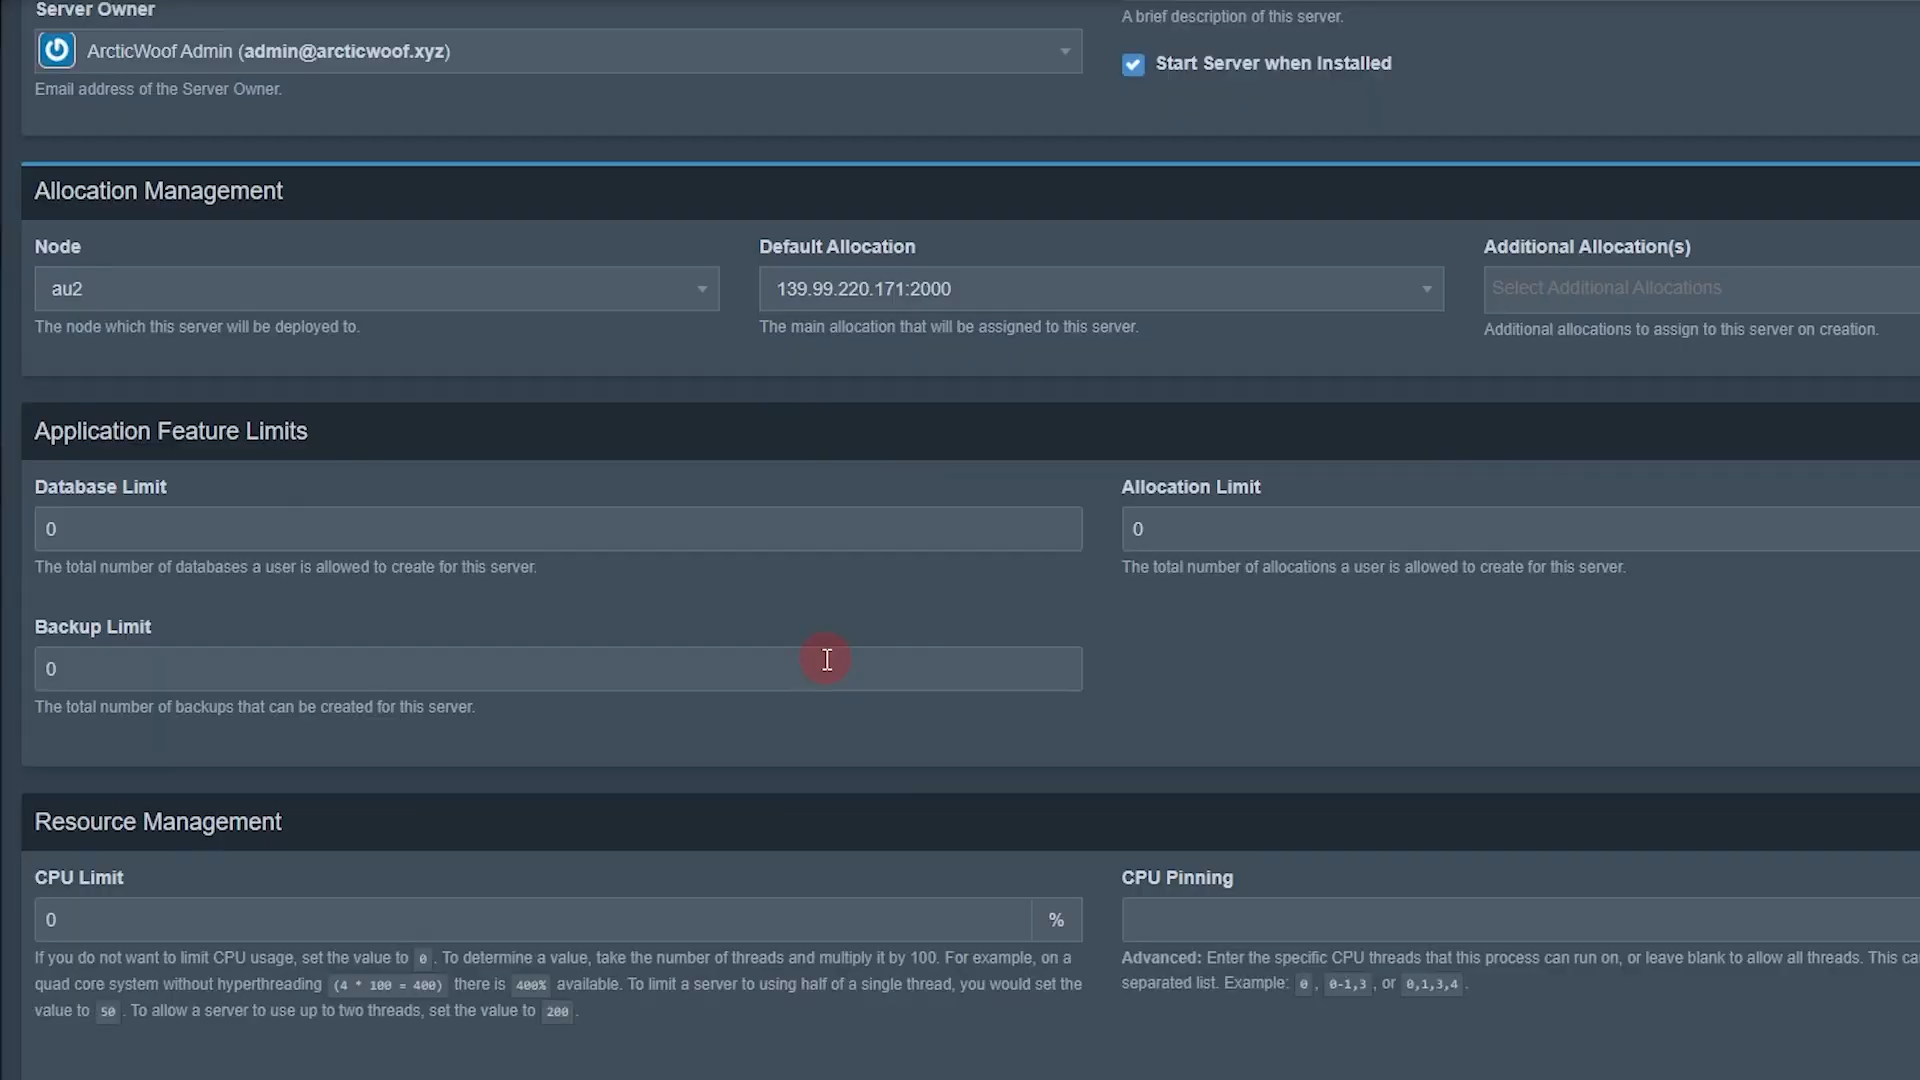 Server Owner
ArcticWoof Admin (admin@arcticwoof.xyz)
Email address of the Server Owner.
A brief description of this server.
Start Server when Installed
Allocation Management
Node
au2
The node which this server will be deployed to.
Default Allocation
139.99.220.171:2000
The main allocation that will be assigned to this server.
Additional Allocation(s)
Select Additional Allocations
Additional allocations to assign to this server on creation.
Application Feature Limits
Database Limit
0
The total number of databases a user is allowed to create for this server.
Allocation Limit
0
The total number of allocations a user is allowed to create for this server.
Backup Limit
0
The total number of backups that can be created for this server.
Resource Management
CPU Limit
0
%
If you do not want to limit CPU usage, set the value to 0 . To determine a value, take the number of threads and multiply it by 100. For example, on a
quad core system without hyperthreading (4 * 100 = 400) there is 400% available. To limit a server to using half of a single thread, you would set the
value to 50 . To allow a server to use up to two threads, set the value to 200 .
CPU Pinning
Advanced: Enter the specific CPU threads that this process can run on, or leave blank to allow all threads. This ca
separated list. Example: 0 , 0-1,3 , or 0,1,3,4 .